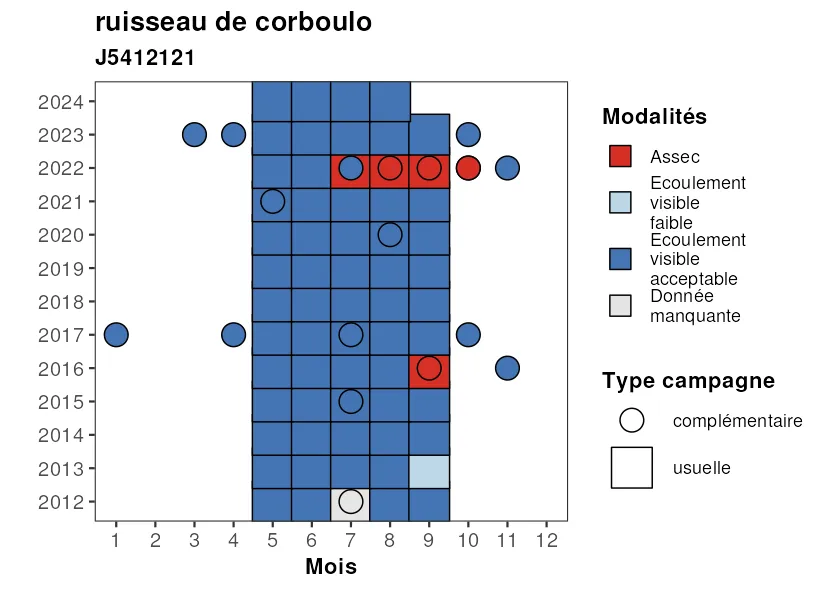 ruisseau de corboulo
J5412121
2024
2023
2022
2021
2020
2019
2018
2017
2016
2015
2014
2013
2012
1 2 3 4 5 6 7 8 9 10 11 12
Mois
Modalités
Assec
Ecoulement
visible
faible
Ecoulement
visible
acceptable
Donnée
manquante
Type campagne
complémentaire
usuelle